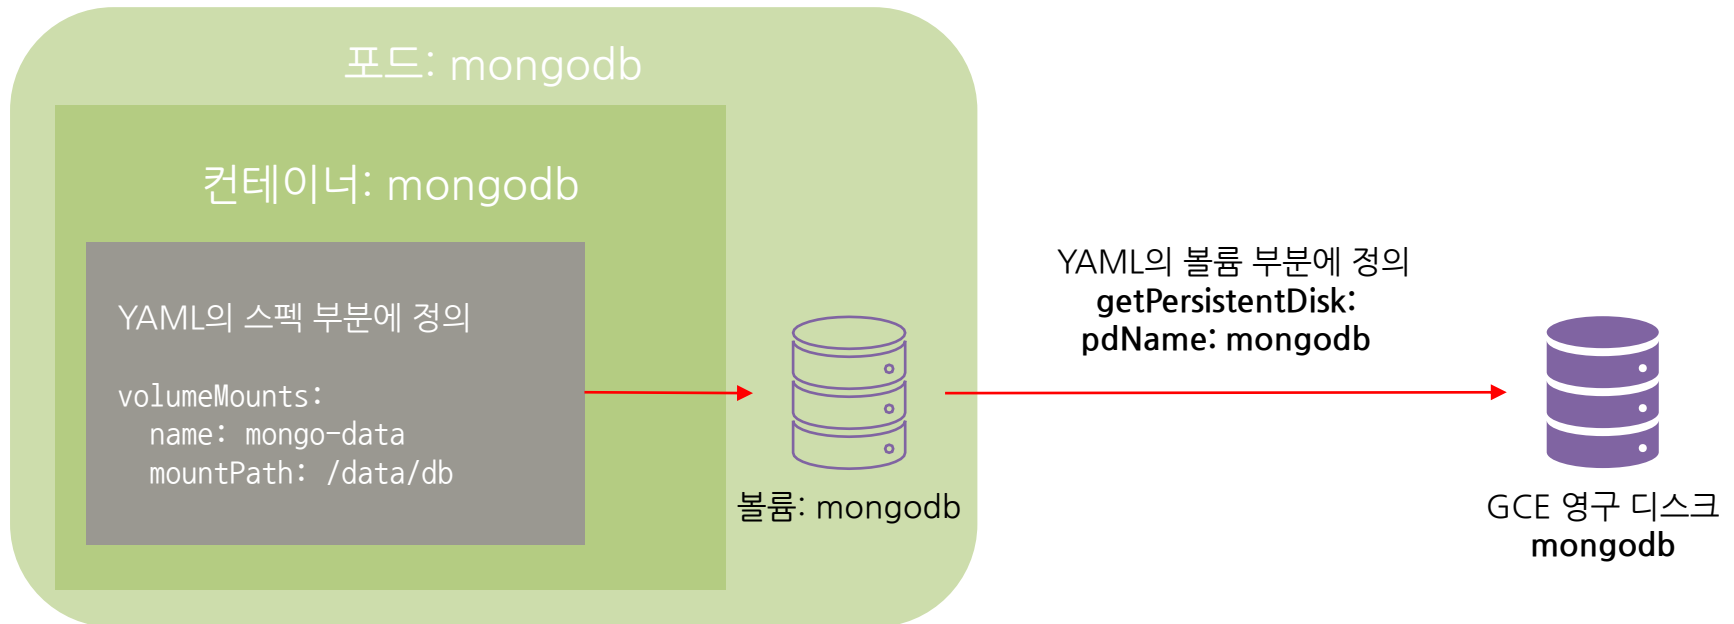 포드: mongodb
컨테이너: mongodb
YAML의 스펙 부분에 정의
volumeMounts:
  name: mongo-data
  mountPath: /data/db
볼륨: mongodb
YAML의 볼륨 부분에 정의
getPersistentDisk:
pdName: mongodb
GCE 영구 디스크
mongodb